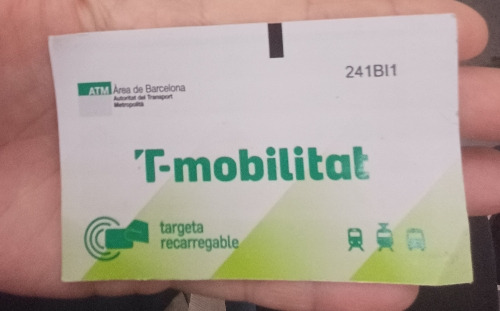 241BI1
ATM Àrea de Barcelona
Autoritat del Transport
Metropolità
T-mobilitat
targeta
recarregable